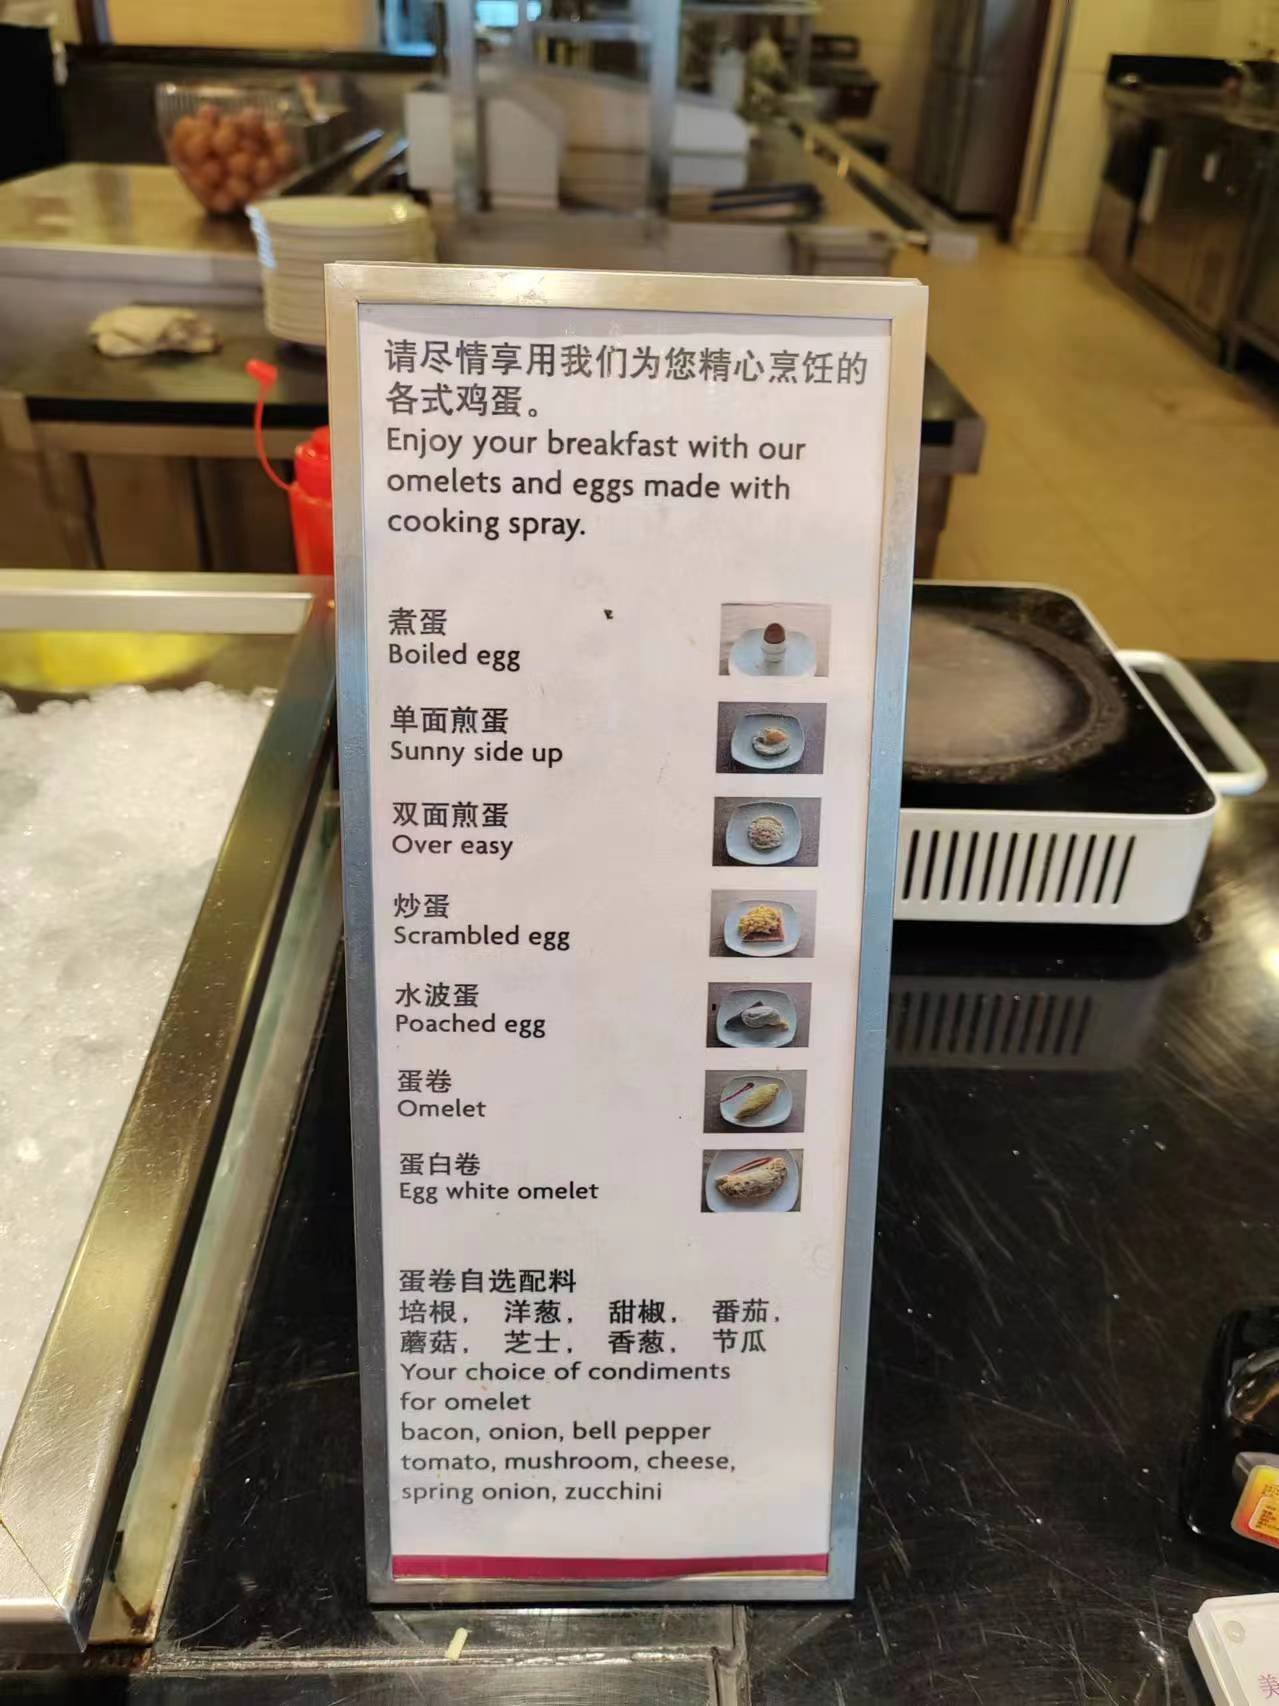 请尽情享用我们为您精心烹饪的
各式鸡蛋。
Enjoy your breakfast with our
omelets and eggs made with
cooking spray.
煮蛋
Boiled egg
单面煎蛋
Sunny side up
双面煎蛋
Over easy
炒蛋
Scrambled egg
水波蛋
Poached egg
蛋卷
Omelet
蛋白卷
Egg white omelet
蛋卷自选配料
培根， 洋葱， 甜椒， 番茄，
蘑菇， 芝士， 香葱， 节瓜
Your choice of condiments
for omelet
bacon, onion, bell pepper
tomato, mushroom, cheese,
spring onion, zucchini
美